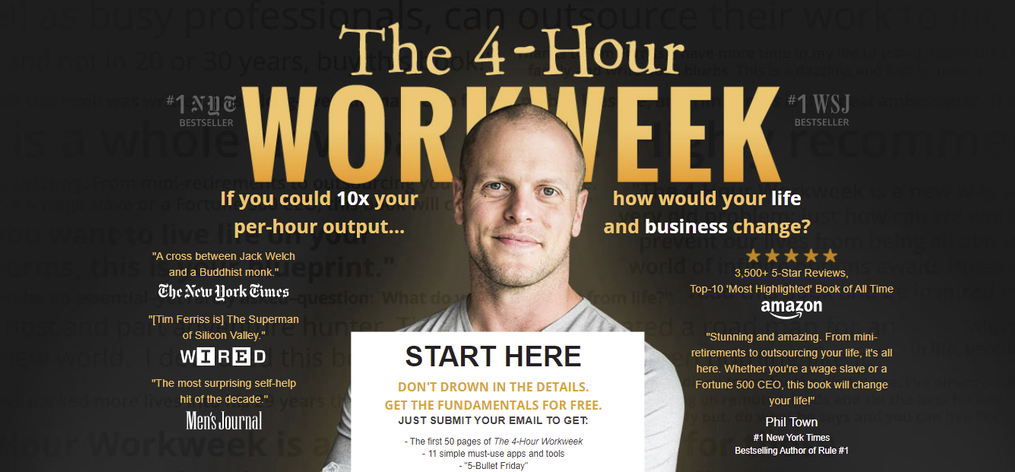 The 4-Hour
WORKWEEK
#1 NYT
BESTSELLER
#1 WSJ
BESTSELLER
If you could 10x your
per-hour output...
how would your life
and business change?
"A cross between Jack Welch
and a Buddhist monk."
The New York Times
"[Tim Ferriss is] The Superman
of Silicon Valley."
WIRED
"The most surprising self-help
hit of the decade."
Men's Journal
3,500+ 5-Star Reviews,
Top-10 'Most Highlighted' Book of All Time
amazon
"Stunning and amazing. From mini-
retirements to outsourcing your life, it's all
here. Whether you're a wage slave or a
Fortune 500 CEO, this book will change
your life!"
Phil Town
#1 New York Times
Bestselling Author of Rule #1
START HERE
DON'T DROWN IN THE DETAILS.
GET THE FUNDAMENTALS FOR FREE.
JUST SUBMIT YOUR EMAIL TO GET:
- The first 50 pages of The 4-Hour Workweek
- 11 simple must-use apps and tools
- "5-Bullet Friday"